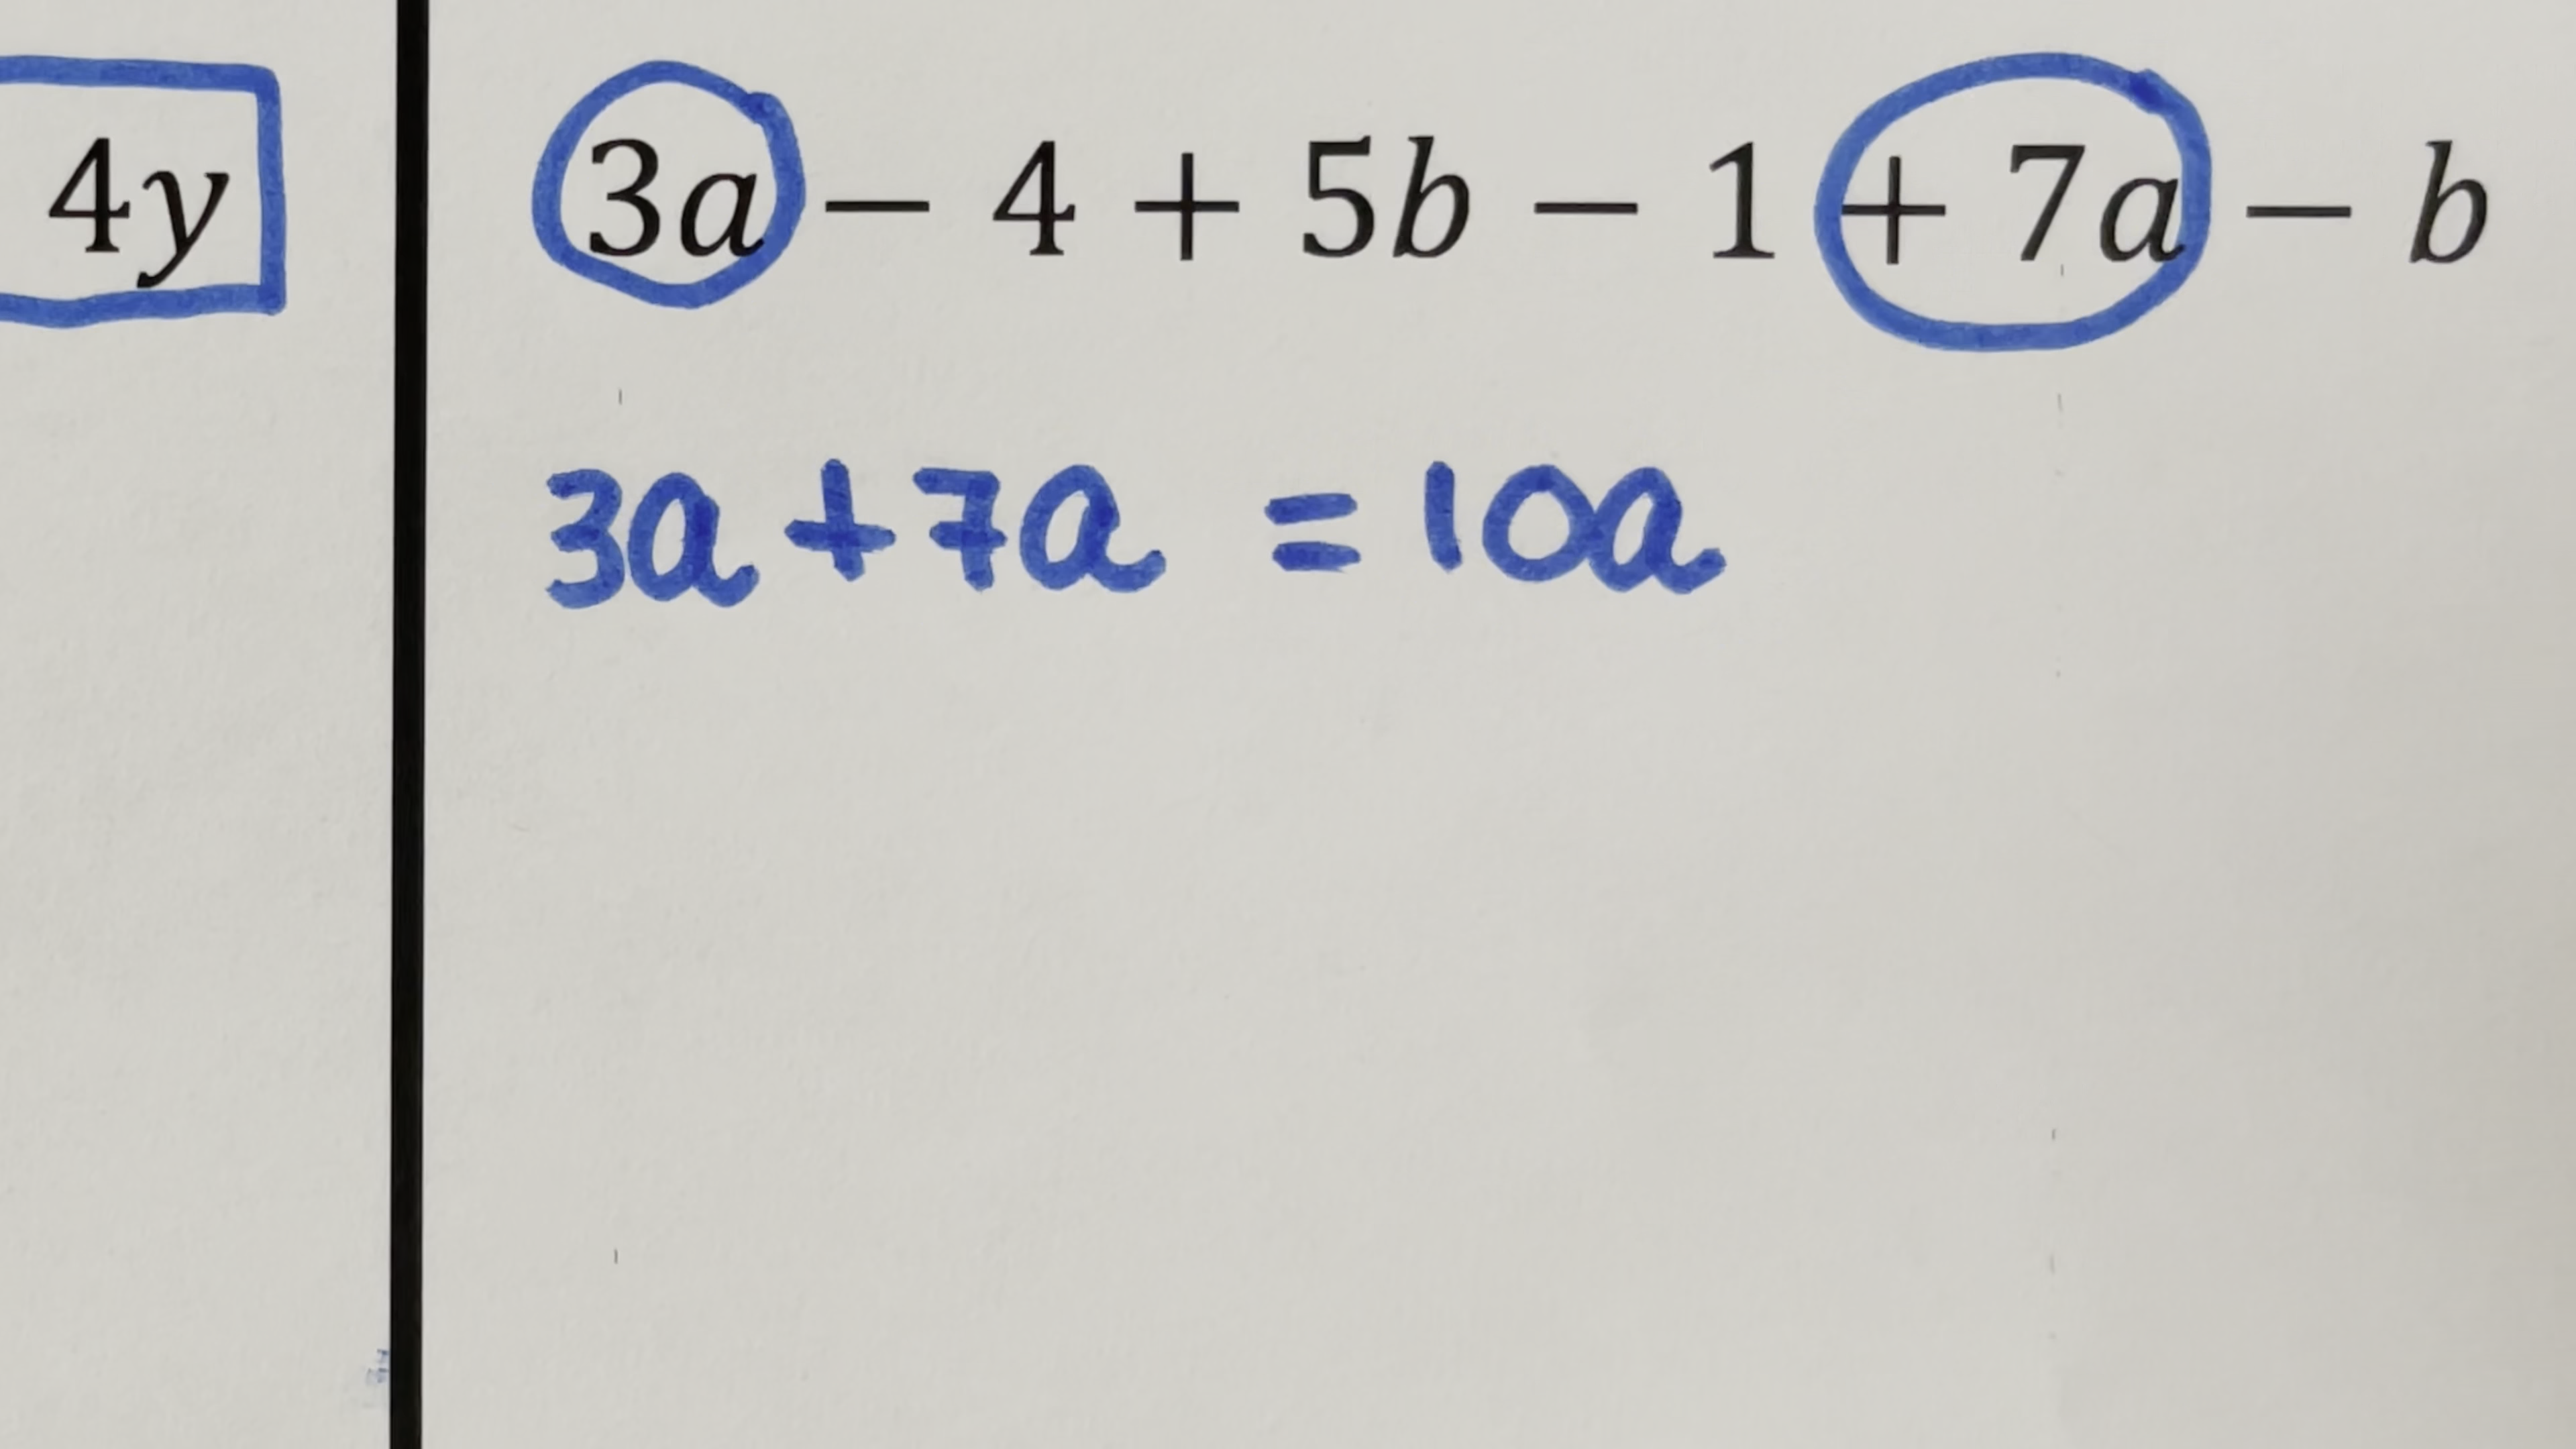 4y
3a − 4 + 5b − 1 + 7a − b
3a + 7a = 10a